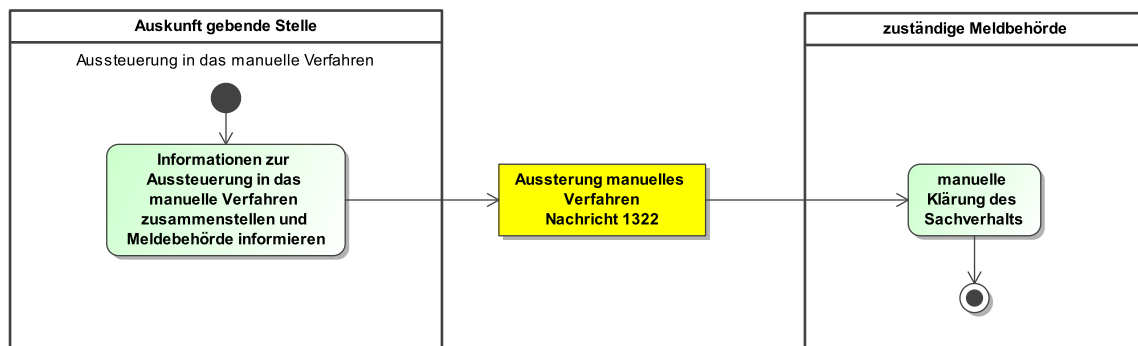 Auskunft gebende Stelle
zuständige Meldbehörde
Aussteuerung in das manuelle Verfahren
Informationen zur
Aussteuerung in das
manuelle Verfahren
zusammenstellen und
Meldebehörde informieren
Aussterung manuelles
Verfahren
Nachricht 1322
manuelle
Klärung des
Sachverhalts